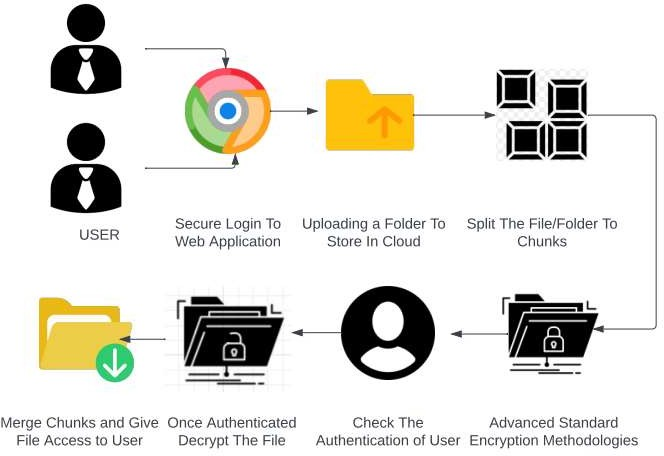 USER
Secure Login To
Web Application
Uploading a Folder To
Store In Cloud
Split The File/Folder To
Chunks
Merge Chunks and Give
File Access to User
Once Authenticated
Decrypt The File
Check The
Authentication of User
Advanced Standard
Encryption Methodologies